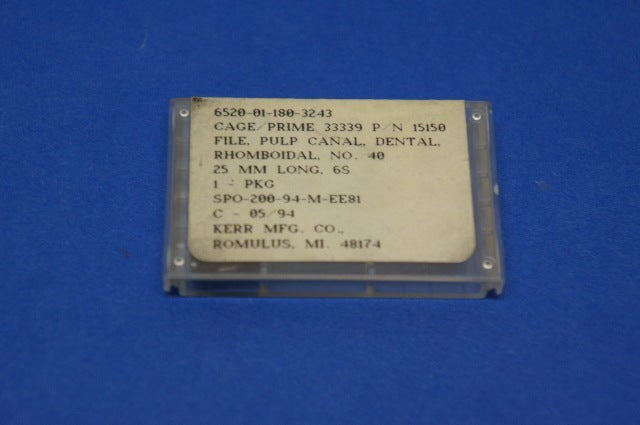 6520-01-180-3243
CAGE/PRIME 33339 P/N 15150
FILE, PULP CANAL, DENTAL,
RHOMBOIDAL, NO. 40
25 MM LONG, 6S
1 - PKG
SPO-200-94-M-EE81
C - 05/94
KERR MFG. CO.,
ROMULUS, MI. 48174